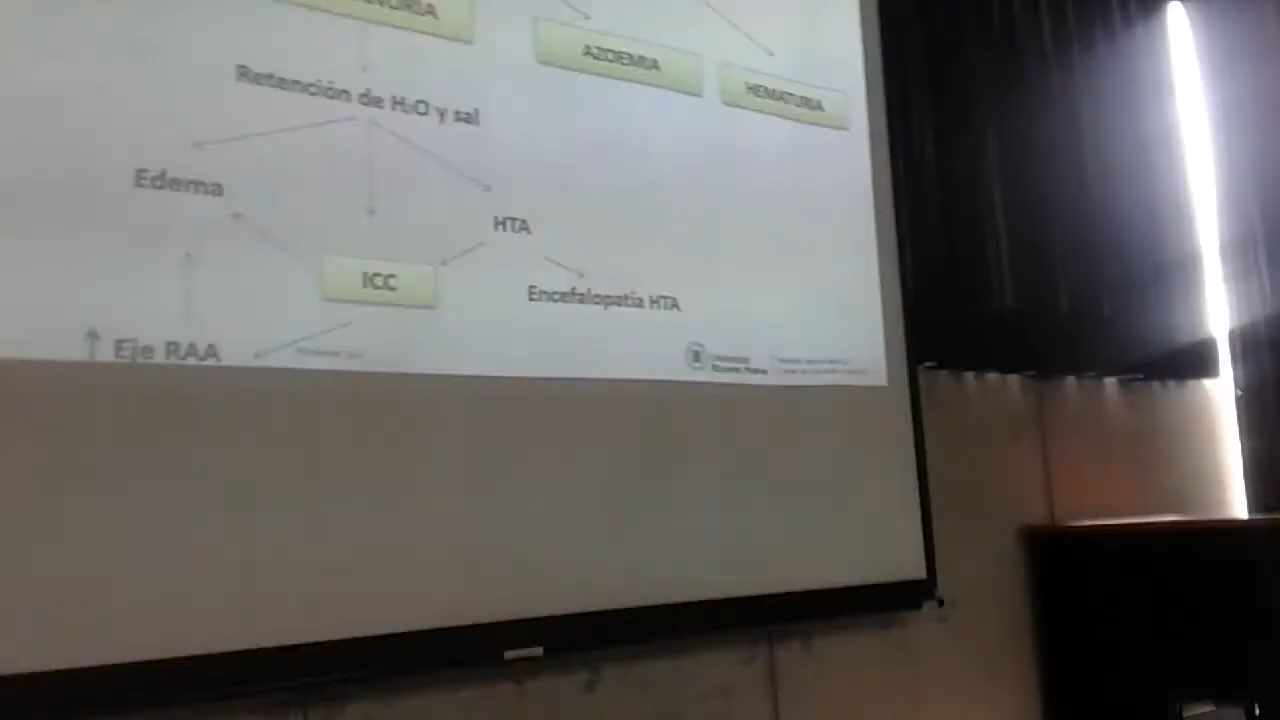 AZOEMIA
HEMATURIA
Retención de H₂O y sal
Edema
HTA
ICC
Encefalopatía HTA
↑ Eje RAA